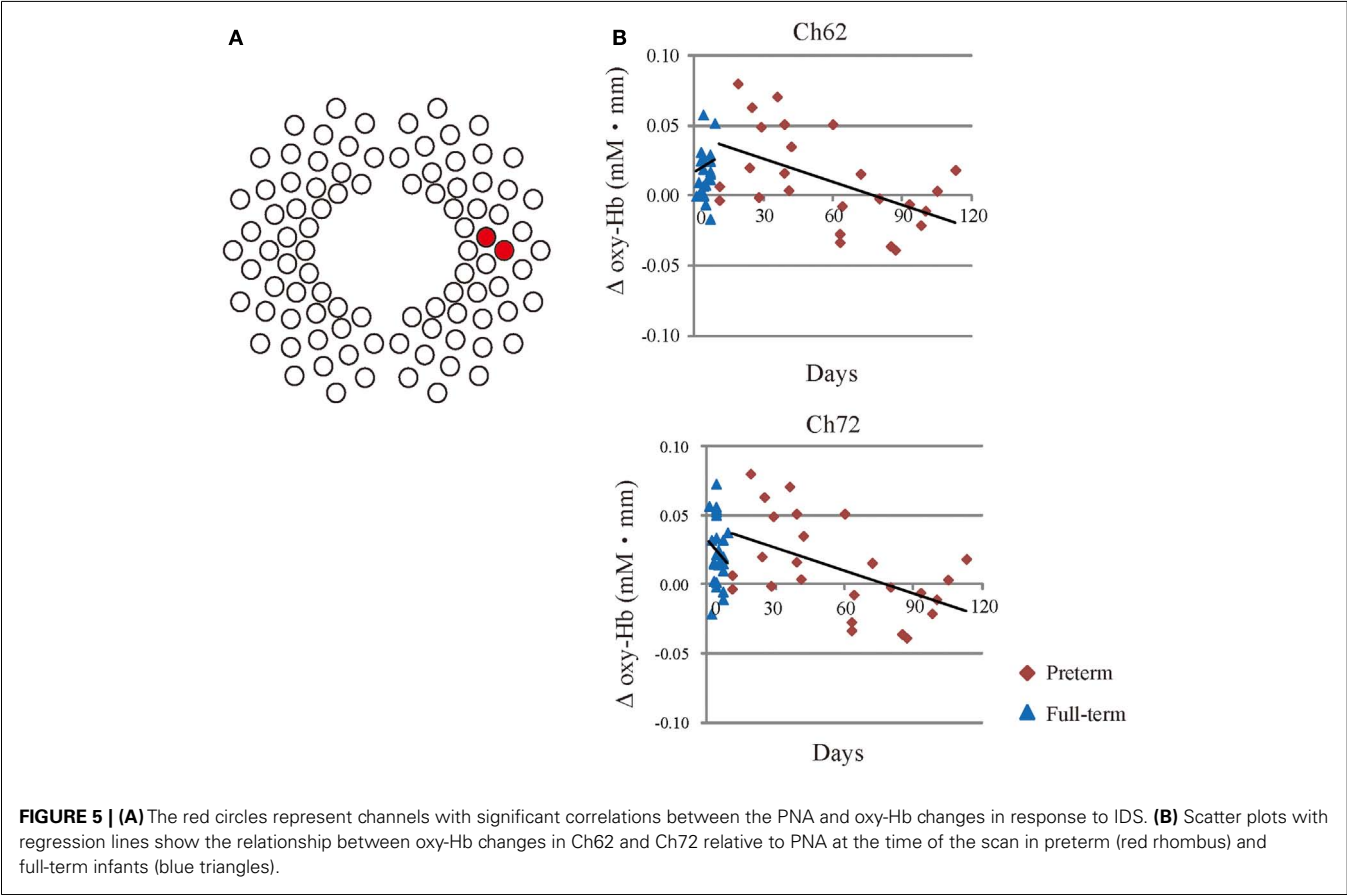 A
B
Ch62
0.10
0.05
0.00
-0.05
-0.10
0 30 60 90 120
Δ oxy-Hb (mM・mm)
Days
Ch72
0.10
0.05
0.00
-0.05
-0.10
0 30 60 90 120
Δ oxy-Hb (mM・mm)
Days
Preterm
Full-term
FIGURE 5 | (A) The red circles represent channels with significant correlations between the PNA and oxy-Hb changes in response to IDS. (B) Scatter plots with
regression lines show the relationship between oxy-Hb changes in Ch62 and Ch72 relative to PNA at the time of the scan in preterm (red rhombus) and
full-term infants (blue triangles).